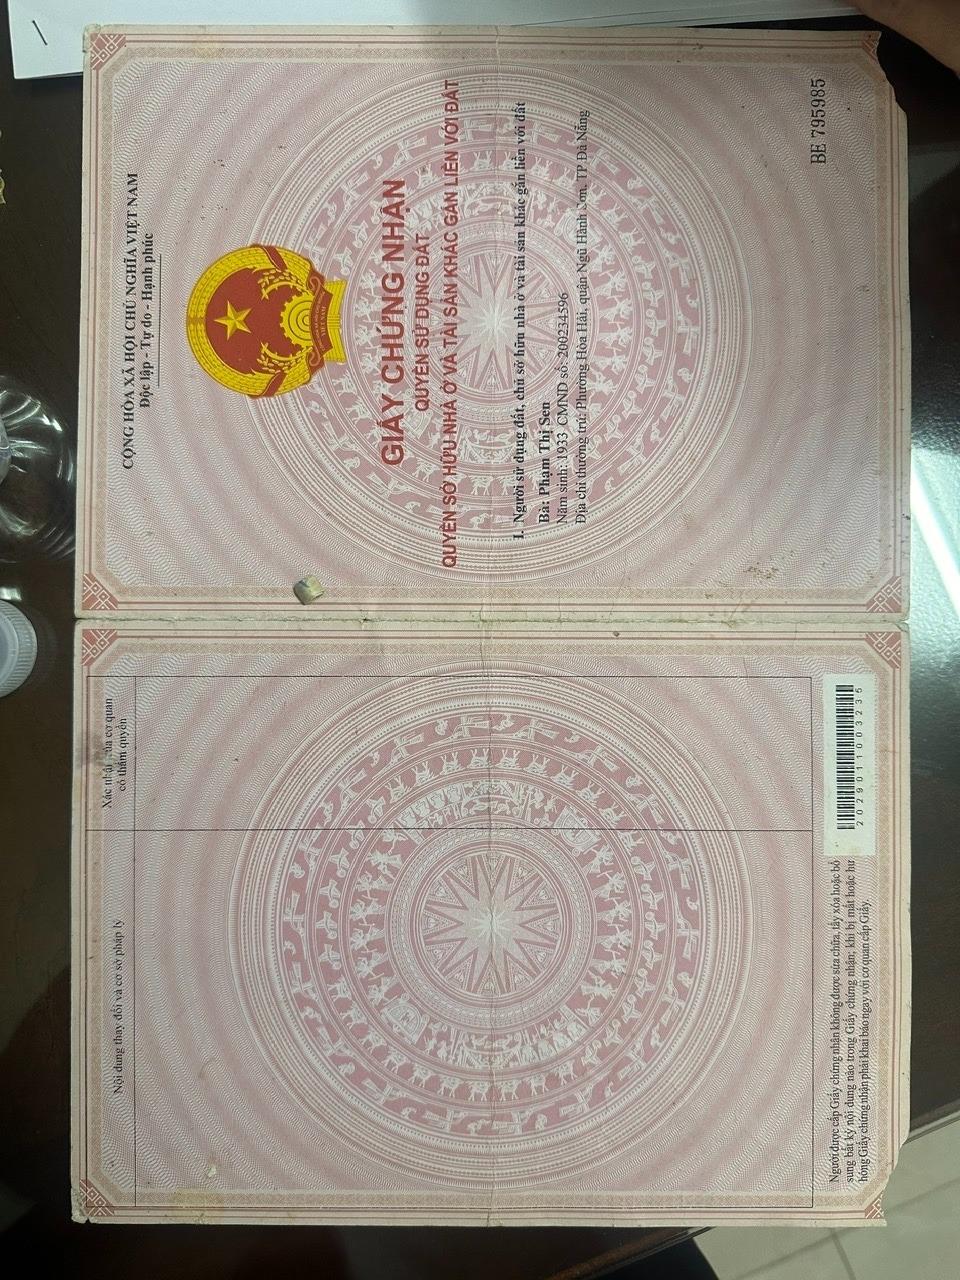 CỘNG HÒA XÃ HỘI CHỦ NGHĨA VIỆT NAM
Độc lập - Tự do - Hạnh phúc
GIẤY CHỨNG NHẬN
QUYỀN SỬ DỤNG ĐẤT
QUYỀN SỞ HỮU NHÀ Ở VÀ TÀI SẢN KHÁC GẮN LIỀN VỚI ĐẤT
I. Người sử dụng đất, chủ sở hữu nhà ở và tài sản khác gắn liền với đất
Bà: Phạm Thị Sen
Năm sinh: 1933 CMND số: 200234596
Địa chỉ thường trú: Phường Hòa Hải, quận Ngũ Hành Sơn, TP Đà Nẵng
BE 795985
Nội dung thay đổi và cơ sở pháp lý
Xác nhận của cơ quan
có thẩm quyền
Người được cấp Giấy chứng nhận không được sửa chữa, tẩy xóa hoặc bổ
sung bất kỳ nội dung nào trong Giấy chứng nhận; khi bị mất hoặc hư
hỏng Giấy chứng nhận phải khai báo ngay với cơ quan cấp Giấy.
2029011003235